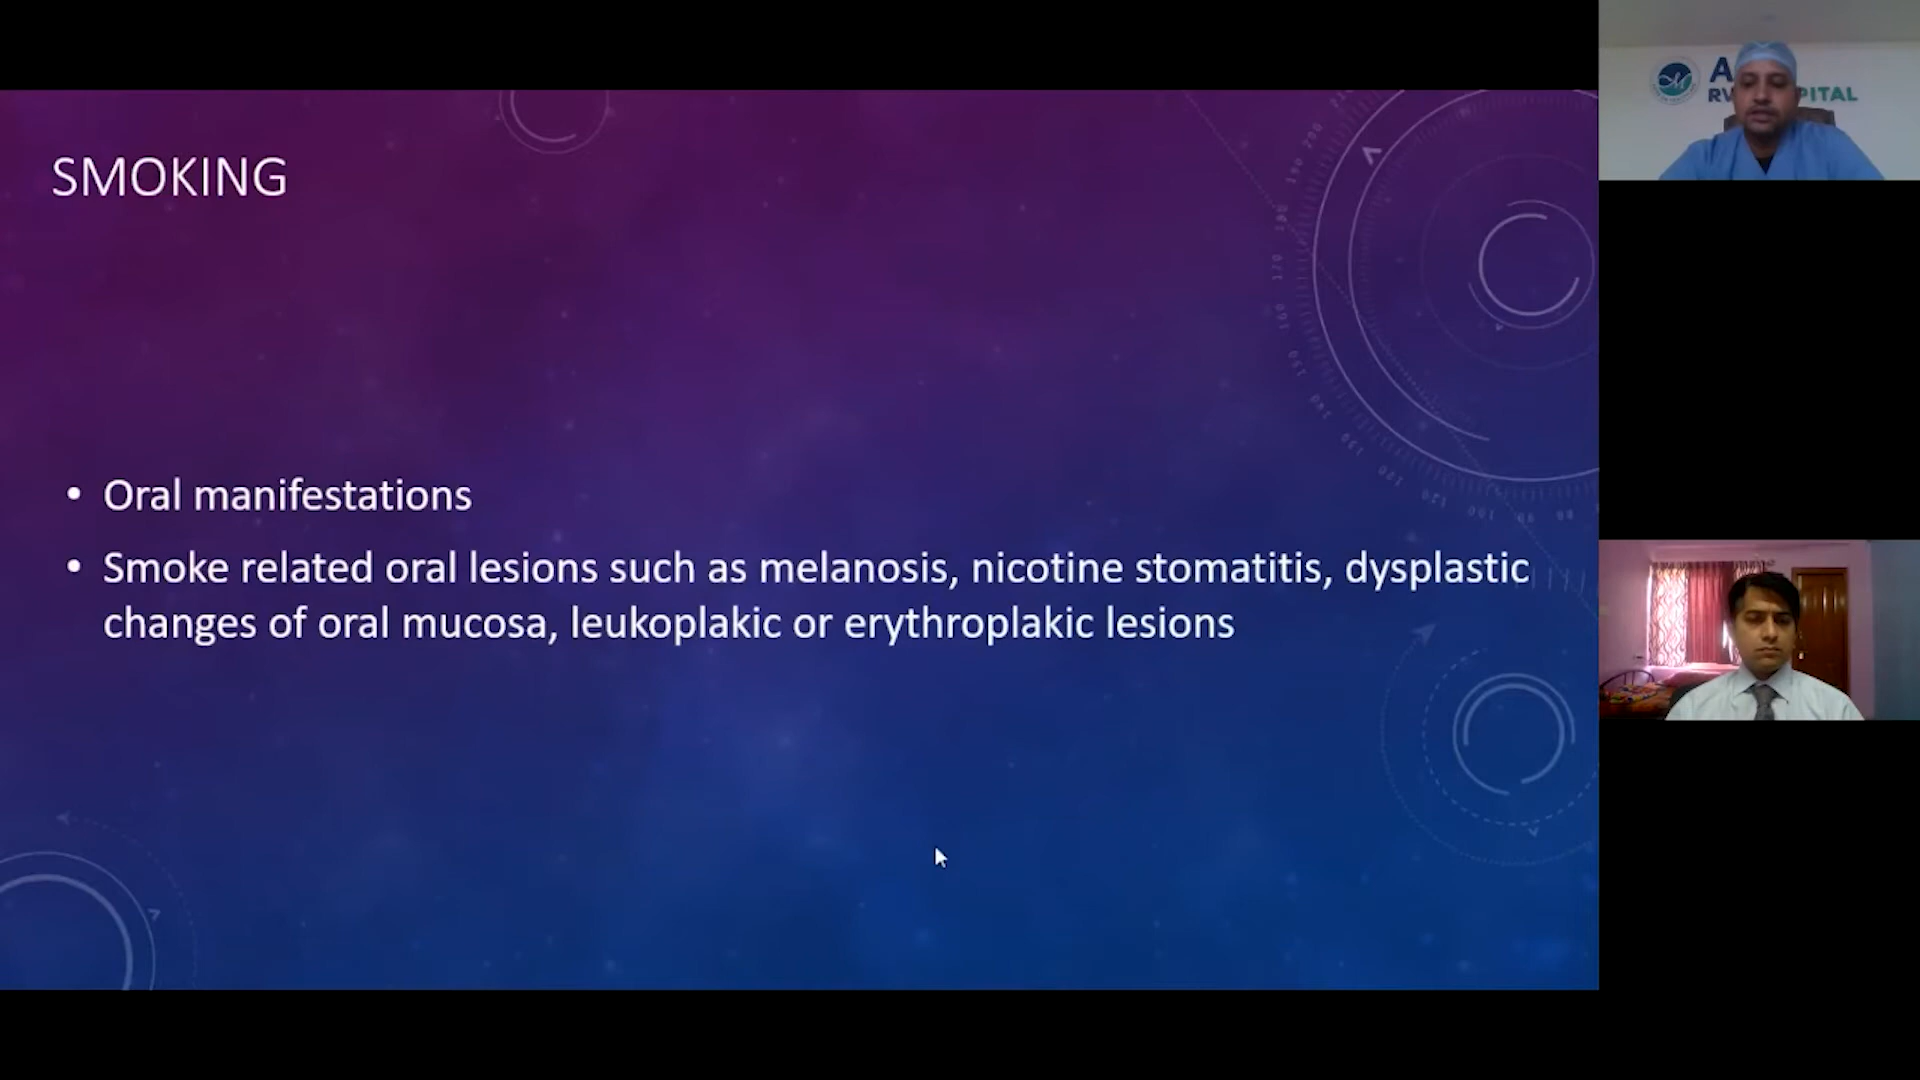 SMOKING
• Oral manifestations
• Smoke related oral lesions such as melanosis, nicotine stomatitis, dysplastic
changes of oral mucosa, leukoplakic or erythroplakic lesions